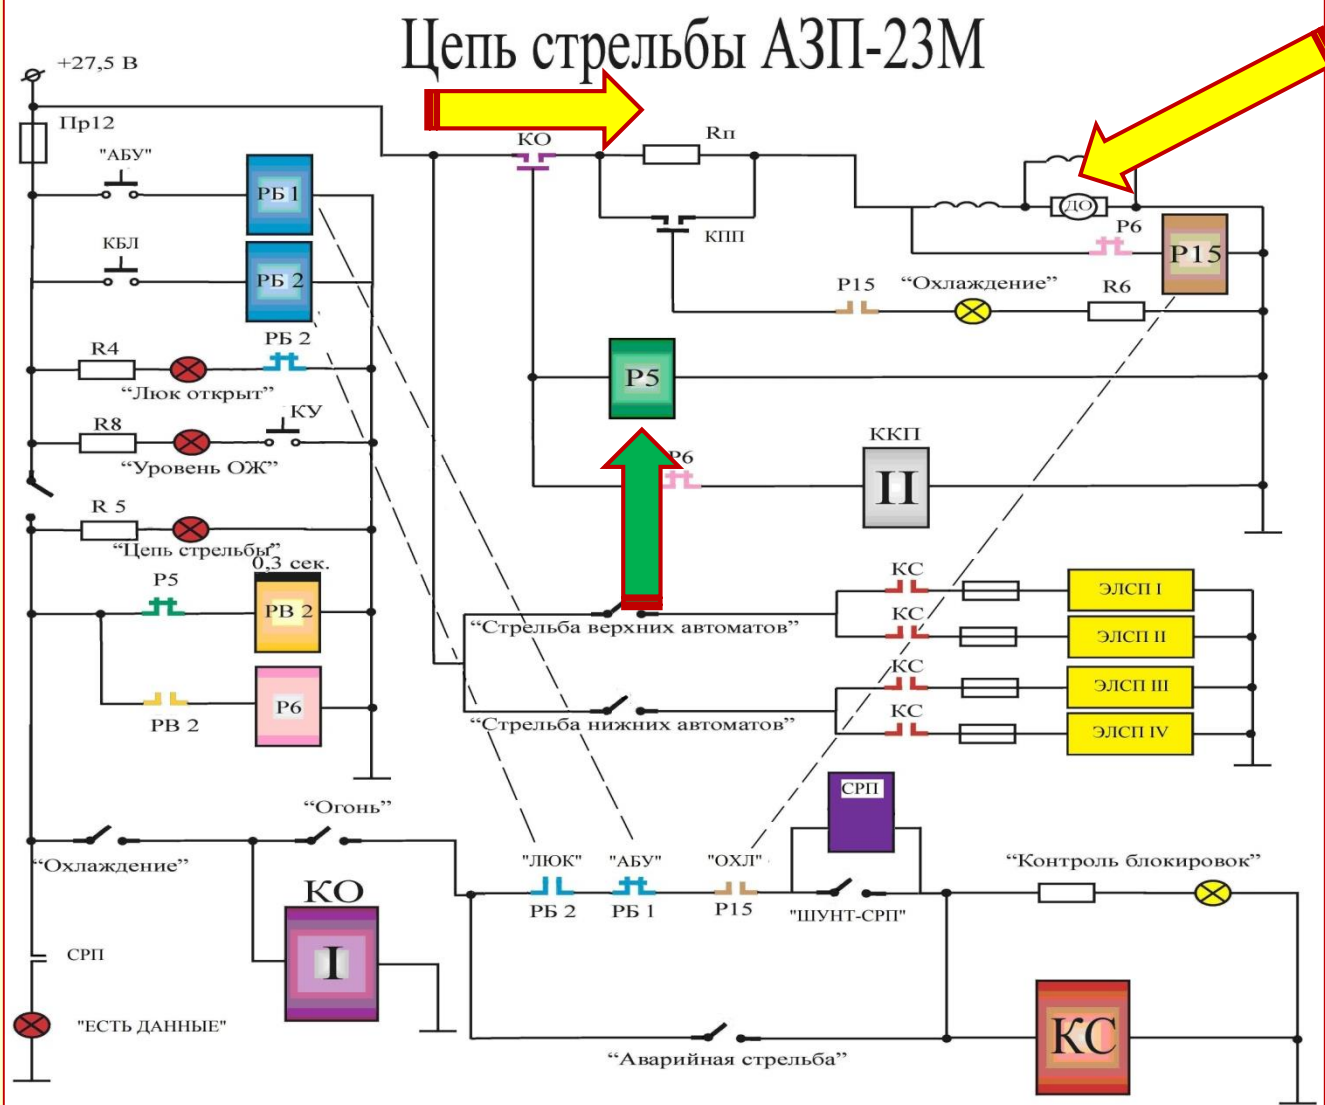 Цепь стрельбы АЗП-23М
+27,5 В
Пр12
"АБУ"
РБ 1
КБЛ
РБ 2
R4
РБ 2
“Люк открыт”
R8
КУ
“Уровень ОЖ”
R 5
“Цепь стрельбы”
0,3 сек.
Р5
РВ 2
РВ 2
Р6
КО
Rп
КПП
ДО
Р6
Р15
Р15
“Охлаждение”
R6
Р5
Р6
ККП
II
“Стрельба верхних автоматов”
КС
ЭЛСП I
КС
ЭЛСП II
“Стрельба нижних автоматов”
КС
ЭЛСП III
КС
ЭЛСП IV
“Охлаждение”
“Огонь”
КО
I
СРП
"ЕСТЬ ДАННЫЕ"
"ЛЮК"
"АБУ"
"ОХЛ"
РБ 2
РБ 1
Р15
СРП
"ШУНТ-СРП"
“Контроль блокировок”
“Аварийная стрельба”
КС